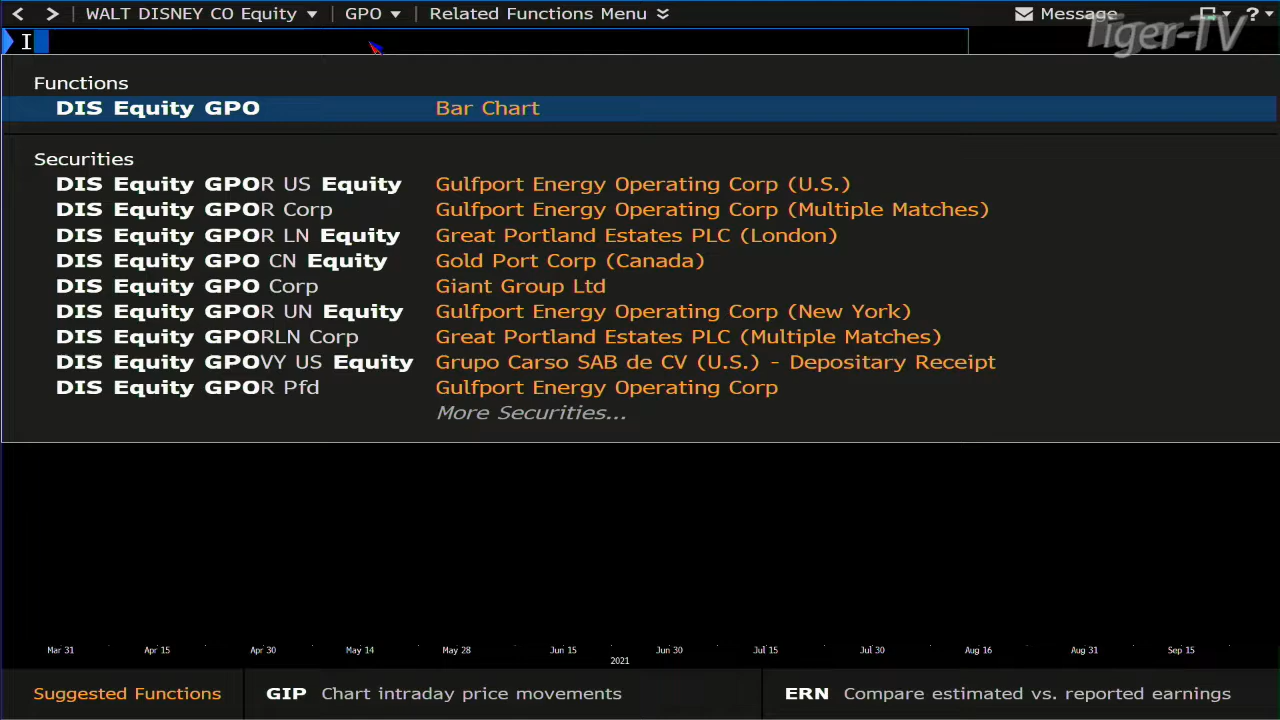 < > WALT DISNEY CO Equity ▾ GPO ▾ Related Functions Menu Message ? ▾
Tiger-TV
I
Functions
DIS Equity GPO Bar Chart
Securities
DIS Equity GPOR US Equity Gulfport Energy Operating Corp (U.S.)
DIS Equity GPOR Corp Gulfport Energy Operating Corp (Multiple Matches)
DIS Equity GPOR LN Equity Great Portland Estates PLC (London)
DIS Equity GPO CN Equity Gold Port Corp (Canada)
DIS Equity GPO Corp Giant Group Ltd
DIS Equity GPOR UN Equity Gulfport Energy Operating Corp (New York)
DIS Equity GPORLN Corp Great Portland Estates PLC (Multiple Matches)
DIS Equity GPOVY US Equity Grupo Carso SAB de CV (U.S.) - Depositary Receipt
DIS Equity GPOR Pfd Gulfport Energy Operating Corp
More Securities...
Mar 31 Apr 15 Apr 30 May 14 May 28 Jun 15 Jun 30 Jul 15 Jul 30 Aug 16 Aug 31 Sep 15
2021
Suggested Functions GIP Chart intraday price movements ERN Compare estimated vs. reported earnings